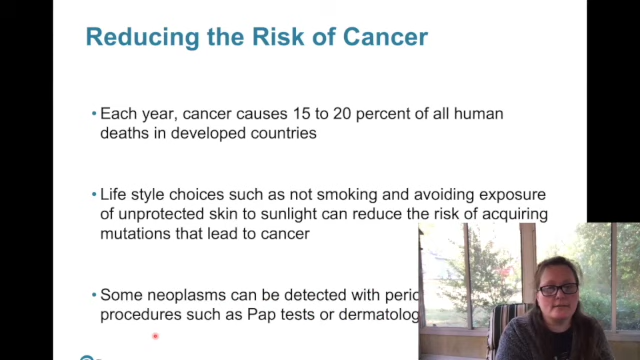 Reducing the Risk of Cancer
• Each year, cancer causes 15 to 20 percent of all human
deaths in developed countries
• Life style choices such as not smoking and avoiding exposure
of unprotected skin to sunlight can reduce the risk of acquiring
mutations that lead to cancer
• Some neoplasms can be detected with
procedures such as Pap tests or